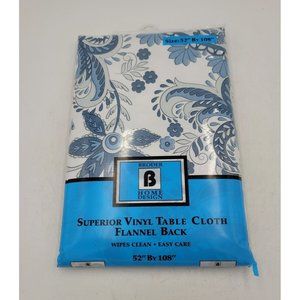 Size: 52" By 108"
BRODER
B
HOME
DESIGN
SUPERIOR VINYL TABLE CLOTH
FLANNEL BACK
WIPES CLEAN • EASY CARE
52" BY 108"